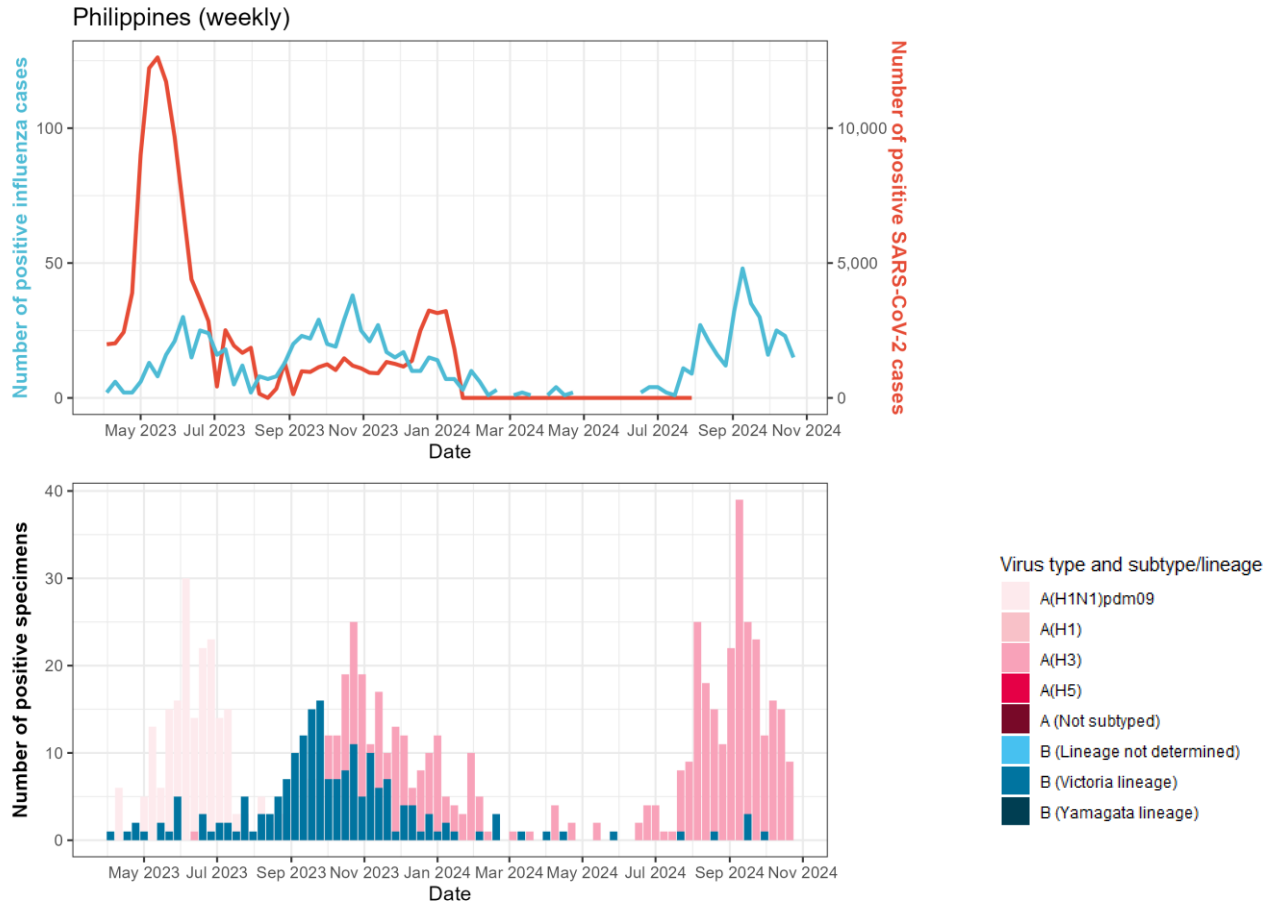 Philippines (weekly)
Number of positive influenza cases
Number of positive SARS-CoV-2 cases
100
50
0
10,000
5,000
0
May 2023 Jul 2023 Sep 2023 Nov 2023 Jan 2024 Mar 2024 May 2024 Jul 2024 Sep 2024 Nov 2024
Date
Number of positive specimens
40
30
20
10
0
May 2023 Jul 2023 Sep 2023 Nov 2023 Jan 2024 Mar 2024 May 2024 Jul 2024 Sep 2024 Nov 2024
Date
Virus type and subtype/lineage
A(H1N1)pdm09
A(H1)
A(H3)
A(H5)
A (Not subtyped)
B (Lineage not determined)
B (Victoria lineage)
B (Yamagata lineage)